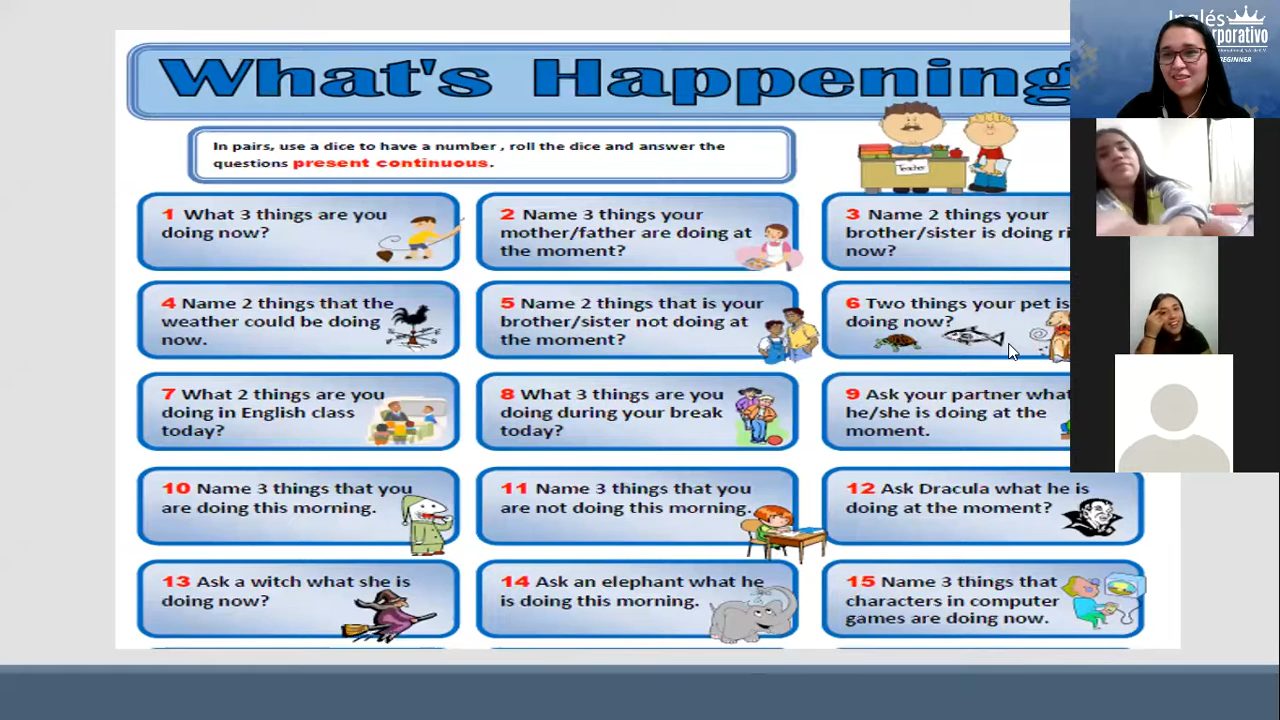 What's Happening
In pairs, use a dice to have a number , roll the dice and answer the
questions present continuous.
Teacher
1 What 3 things are you
doing now?
2 Name 3 things your
mother/father are doing at
the moment?
3 Name 2 things your
brother/sister is doing ri
now?
4 Name 2 things that the
weather could be doing
now.
5 Name 2 things that is your
brother/sister not doing at
the moment?
6 Two things your pet is
doing now?
7 What 2 things are you
doing in English class
today?
8 What 3 things are you
doing during your break
today?
9 Ask your partner what
he/she is doing at the
moment.
10 Name 3 things that you
are doing this morning.
11 Name 3 things that you
are not doing this morning.
12 Ask Dracula what he is
doing at the moment?
13 Ask a witch what she is
doing now?
14 Ask an elephant what he
is doing this morning.
15 Name 3 things that
characters in computer
games are doing now.
Inglés
rporativo
BEGINNER